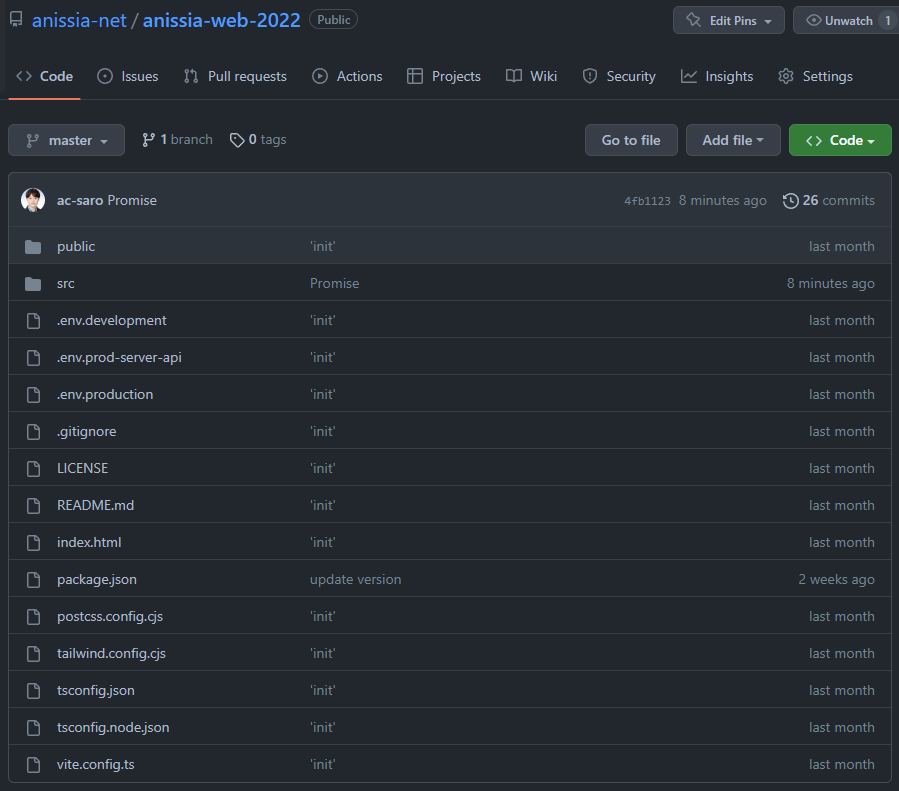 anissia-net / anissia-web-2022 Public Edit Pins Unwatch 1
Code Issues Pull requests Actions Projects Wiki Security Insights Settings
master 1 branch 0 tags Go to file Add file Code
ac-saro Promise 4fb1123 8 minutes ago 26 commits
public 'init' last month
src Promise 8 minutes ago
.env.development 'init' last month
.env.prod-server-api 'init' last month
.env.production 'init' last month
.gitignore 'init' last month
LICENSE 'init' last month
README.md 'init' last month
index.html 'init' last month
package.json update version 2 weeks ago
postcss.config.cjs 'init' last month
tailwind.config.cjs 'init' last month
tsconfig.json 'init' last month
tsconfig.node.json 'init' last month
vite.config.ts 'init' last month